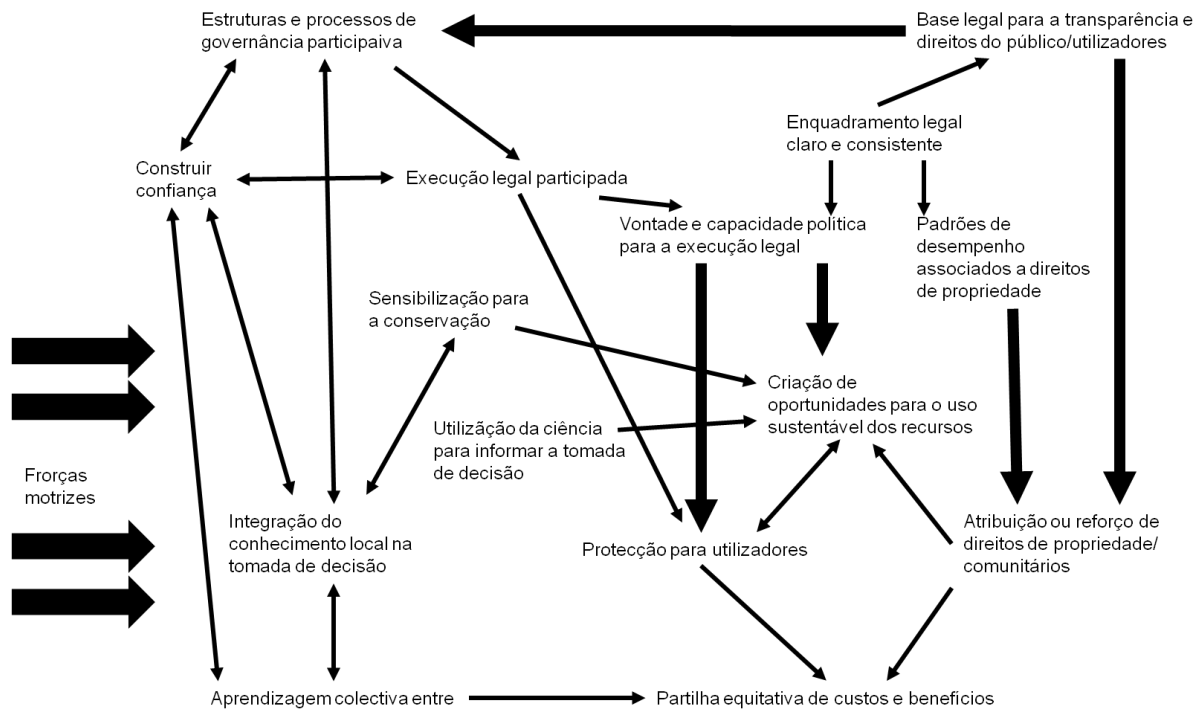 Estruturas e processos de
governância participaiva
Base legal para a transparência e
direitos do público/utilizadores
Enquadramento legal
claro e consistente
Construir
confiança
Execução legal participada
Vontade e capacidade política
para a execução legal
Padrões de
desempenho
associados a direitos
de propriedade
Sensibilização para
a conservação
Criação de
oportunidades para o uso
sustentável dos recursos
Utilização da ciência
para informar a tomada
de decisão
Frorças
motrizes
Integração do
conhecimento local na
tomada de decisão
Protecção para utilizadores
Atribuição ou reforço de
direitos de propriedade/
comunitários
Aprendizagem colectiva entre
Partilha equitativa de custos e benefícios